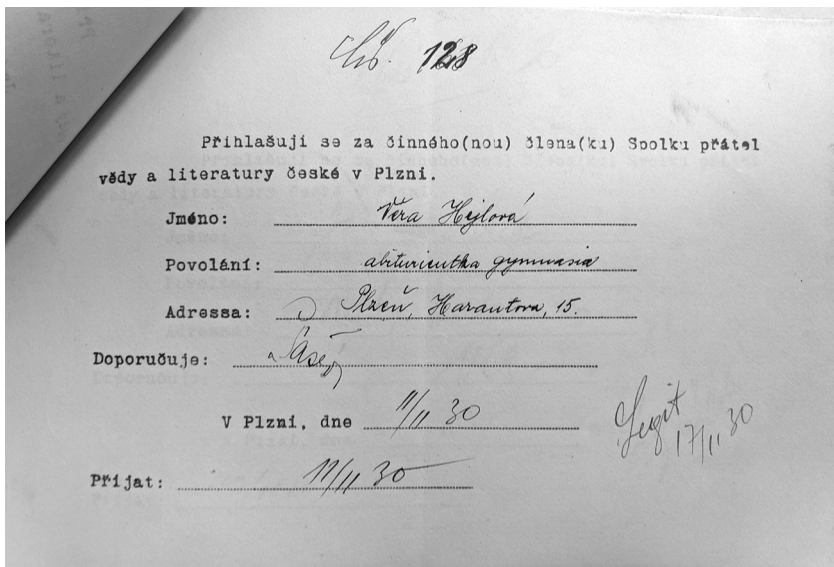 Čís. 128
Přihlašuji se za činného(nou) člena(ku) Spolku přátel
vědy a literatury české v Plzni.
Jméno: Věra Hejlová
Povolání: abiturientka gymnasia
Adressa: Plzeň, Harantova, 15.
Doporučuje:
V Plzni, dne 11/11 30
Přijat: 11/11 30
Legit
17/11 30